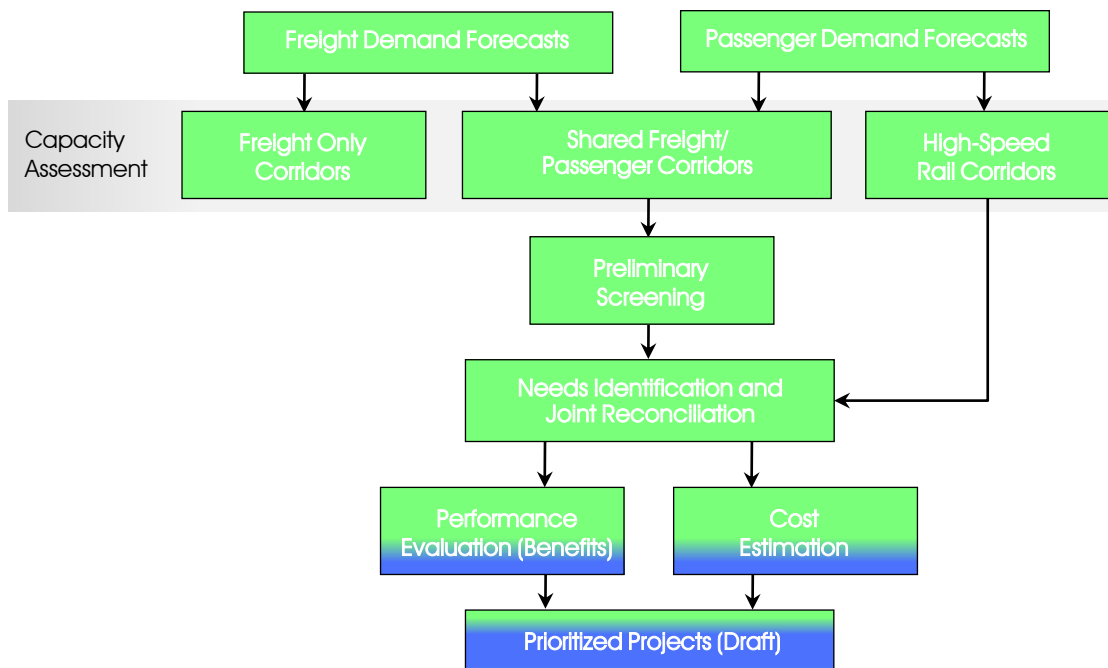 Freight Demand Forecasts
Passenger Demand Forecasts
Capacity
Assessment
Freight Only
Corridors
Shared Freight/
Passenger Corridors
High-Speed
Rail Corridors
Preliminary
Screening
Needs Identification and
Joint Reconciliation
Performance
Evaluation (Benefits)
Cost
Estimation
Prioritized Projects (Draft)